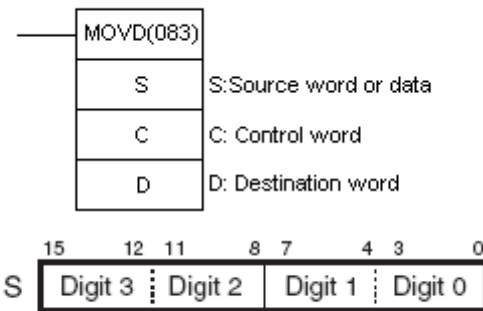 MOVD(083)
S S:Source word or data
C C: Control word
D D: Destination word
15 12 11 8 7 4 3 0
S Digit 3 Digit 2 Digit 1 Digit 0